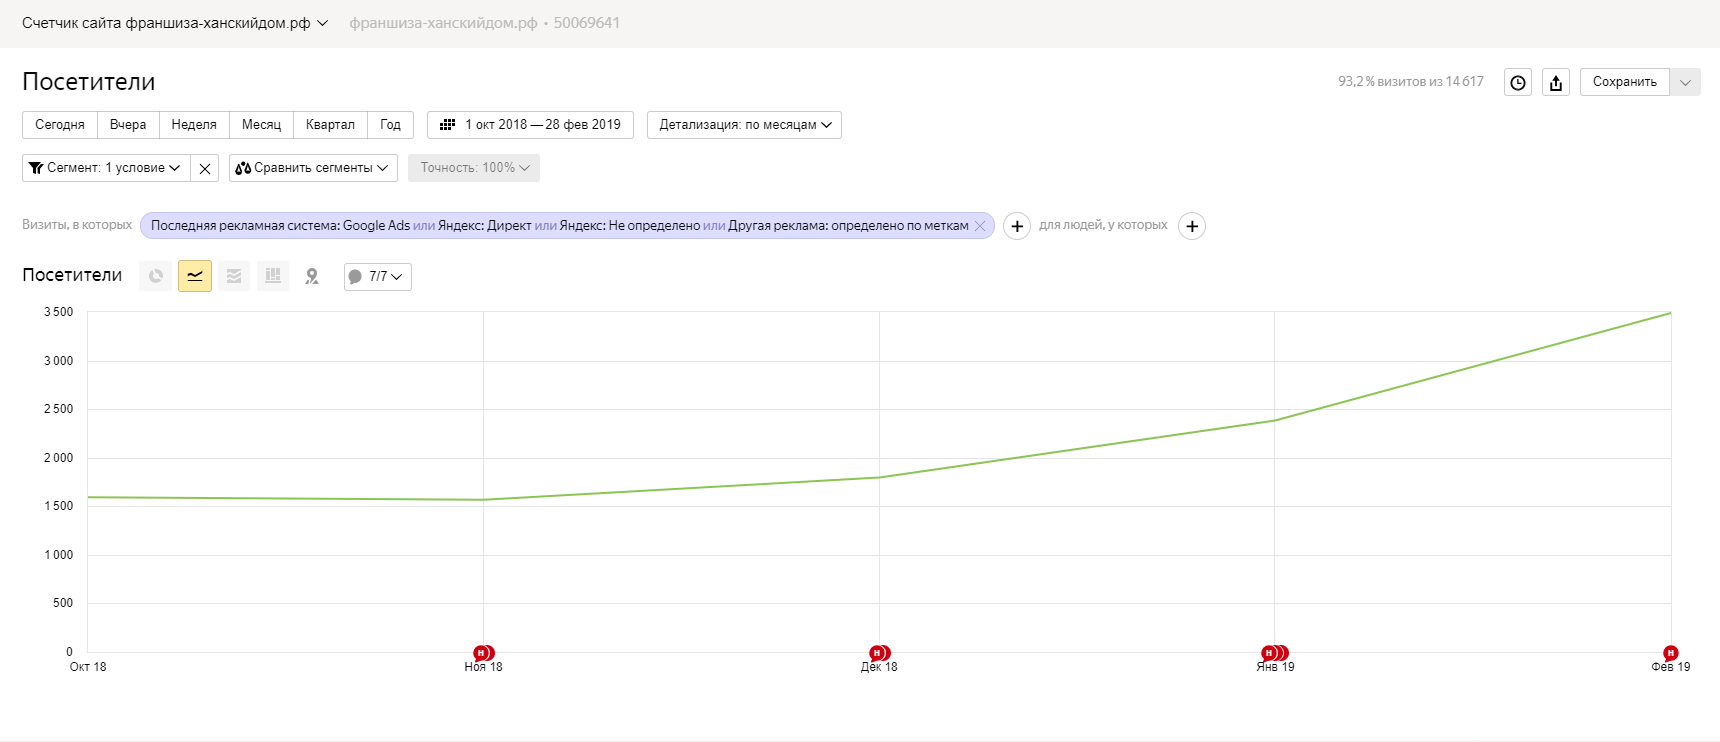 Счетчик сайта франшиза-ханскийдом.рф франшиза-ханскийдом.рф • 50069641
Посетители 93,2 % визитов из 14 617 Сохранить
Сегодня Вчера Неделя Месяц Квартал Год 1 окт 2018 — 28 фев 2019 Детализация: по месяцам
Сегмент: 1 условие Сравнить сегменты Точность: 100%
Визиты, в которых Последняя рекламная система: Google Ads или Яндекс: Директ или Яндекс: Не определено или Другая реклама: определено по меткам для людей, у которых
Посетители 7/7
3 500
3 000
2 500
2 000
1 500
1 000
500
0
н н н н
Окт 18 Ноя 18 Дек 18 Янв 19 Фев 19